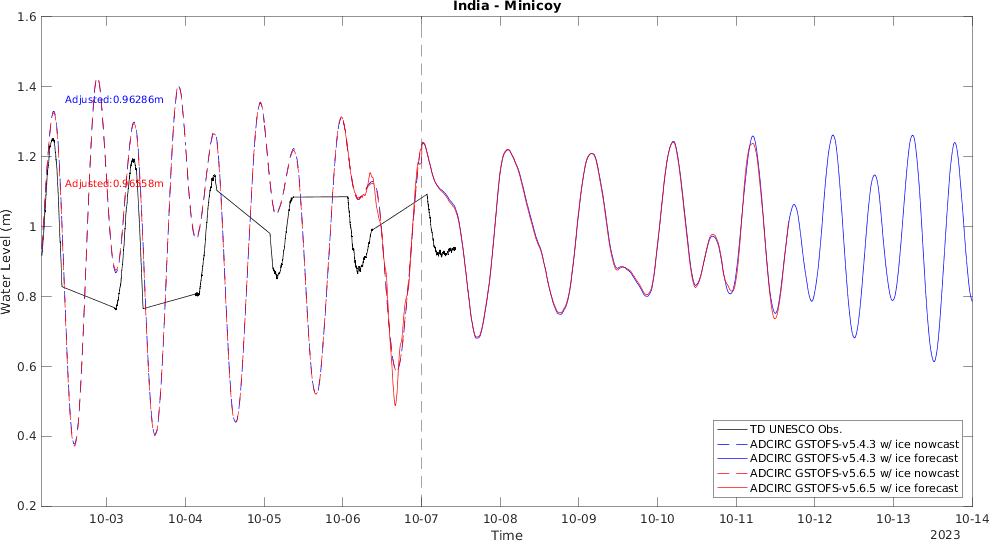 India - Minicoy
1.6
1.4
1.2
1
0.8
0.6
0.4
0.2
Water Level (m)
Adjusted:0.96286m
Adjusted:0.96558m
TD UNESCO Obs.
ADCIRC GSTOFS-v5.4.3 w/ ice nowcast
ADCIRC GSTOFS-v5.4.3 w/ ice forecast
ADCIRC GSTOFS-v5.6.5 w/ ice nowcast
ADCIRC GSTOFS-v5.6.5 w/ ice forecast
10-03 10-04 10-05 10-06 10-07 10-08 10-09 10-10 10-11 10-12 10-13 10-14
Time
2023